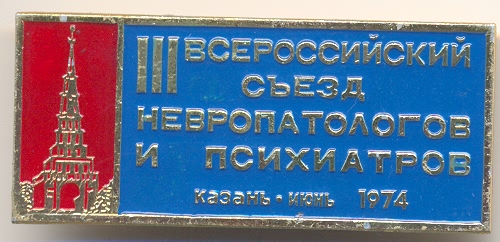 III ВСЕРОССИЙСКИЙ
СЪЕЗД
НЕВРОПАТОЛОГОВ
И ПСИХИАТРОВ
Казань • июнь 1974